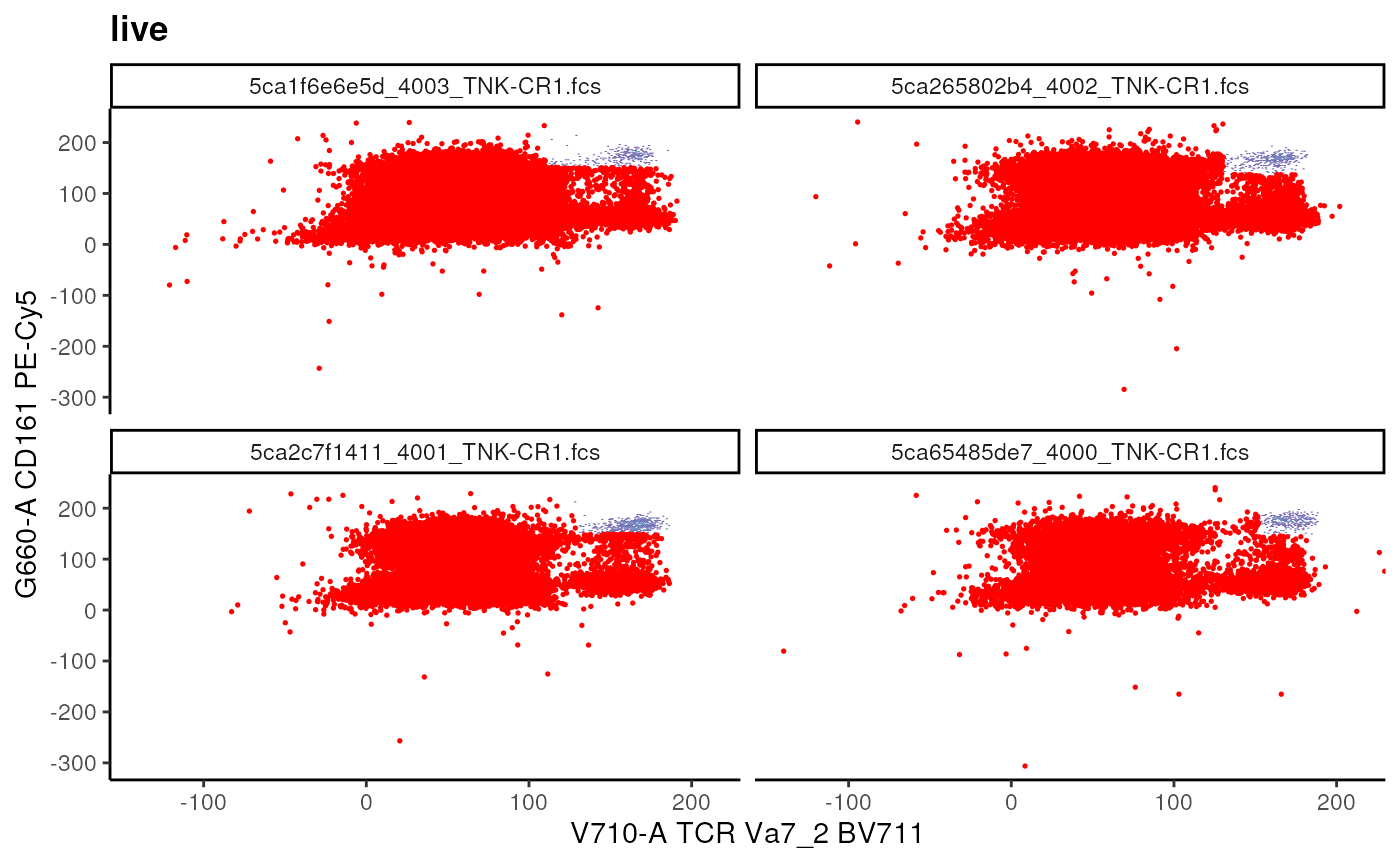 live
5ca1f6e6e5d_4003_TNK-CR1.fcs
5ca265802b4_4002_TNK-CR1.fcs
200
100
0
-100
-200
-300
5ca2c7f1411_4001_TNK-CR1.fcs
5ca65485de7_4000_TNK-CR1.fcs
200
100
0
-100
-200
-300
G660-A CD161 PE-Cy5
-100 0 100 200
-100 0 100 200
V710-A TCR Va7_2 BV711